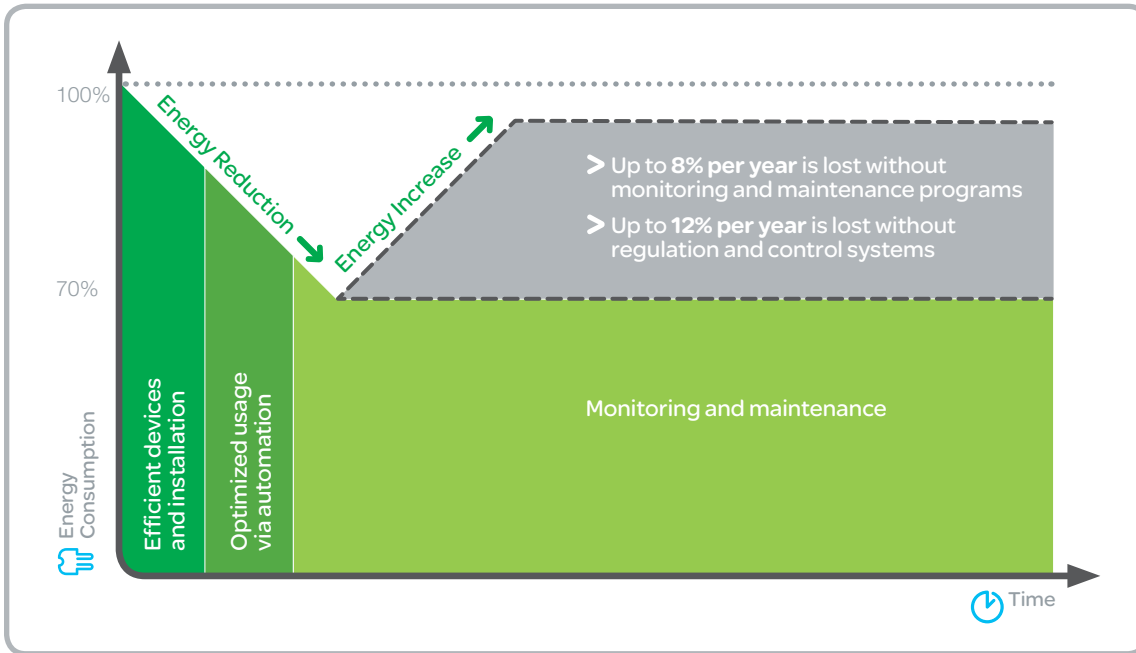 100%
Energy Reduction
Energy Increase
> Up to 8% per year is lost without
monitoring and maintenance programs
> Up to 12% per year is lost without
regulation and control systems
70%
Efficient devices
and installation
Optimized usage
via automation
Monitoring and maintenance
Energy
Consumption
Time